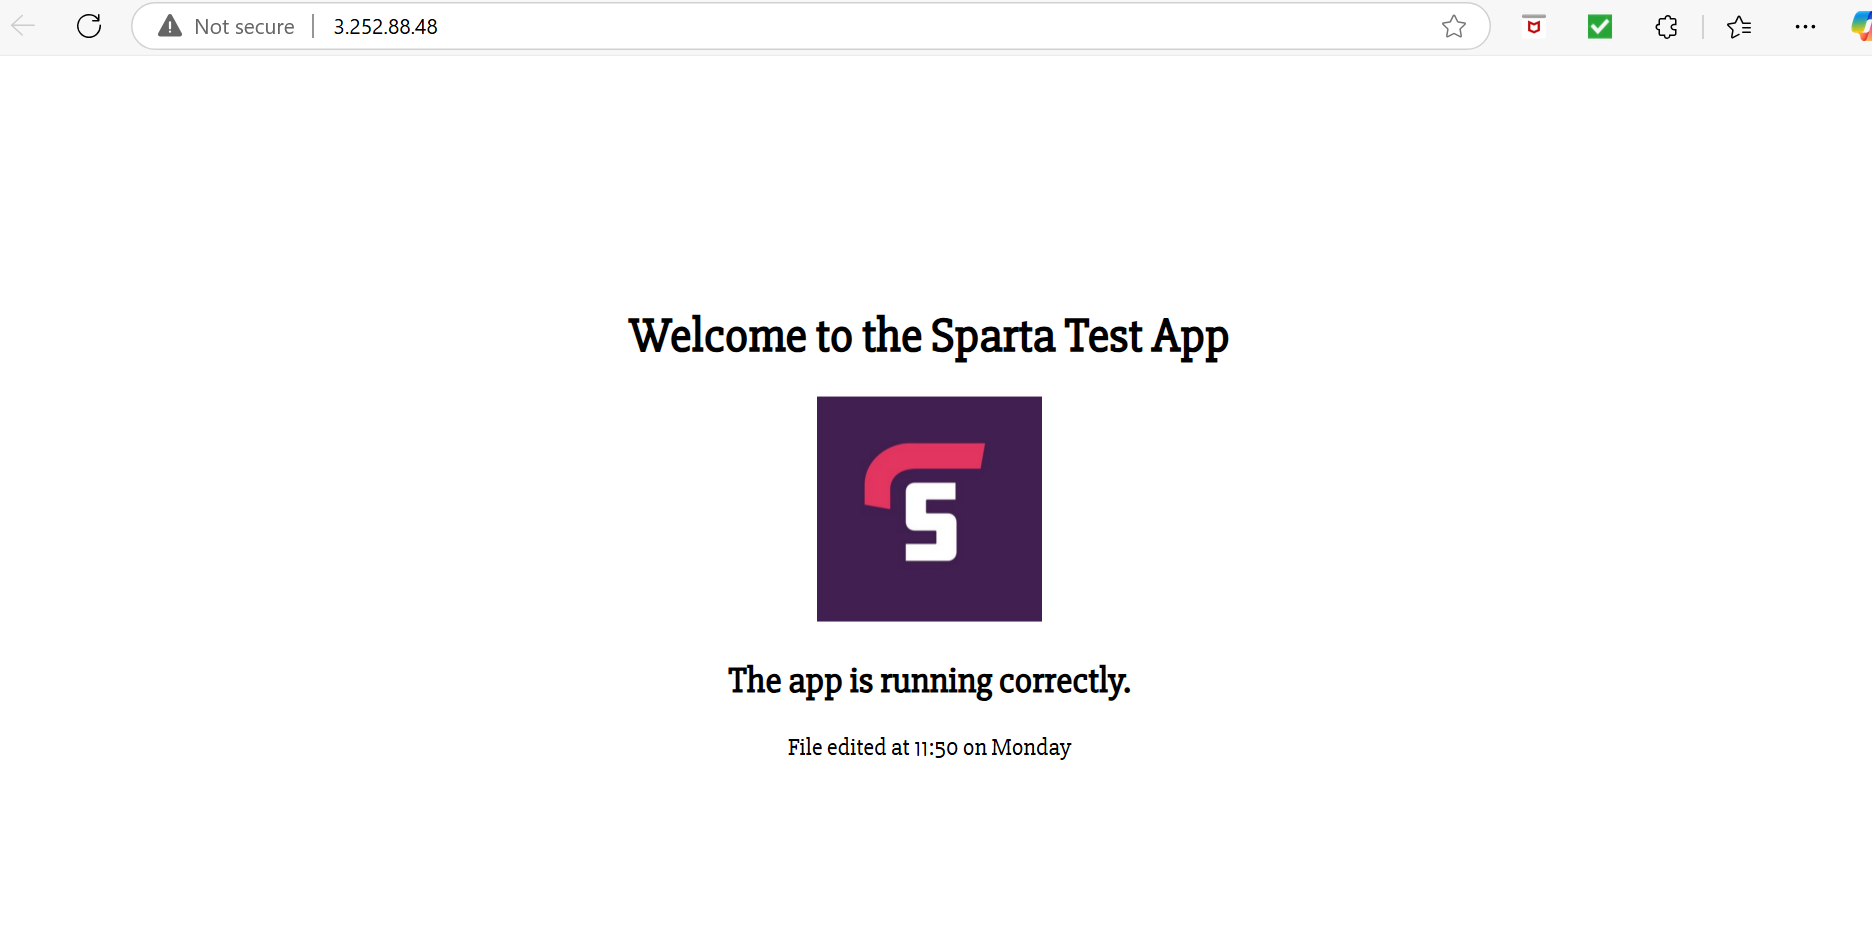 Not secure | 3.252.88.48
Welcome to the Sparta Test App
S
The app is running correctly.
File edited at 11:50 on Monday